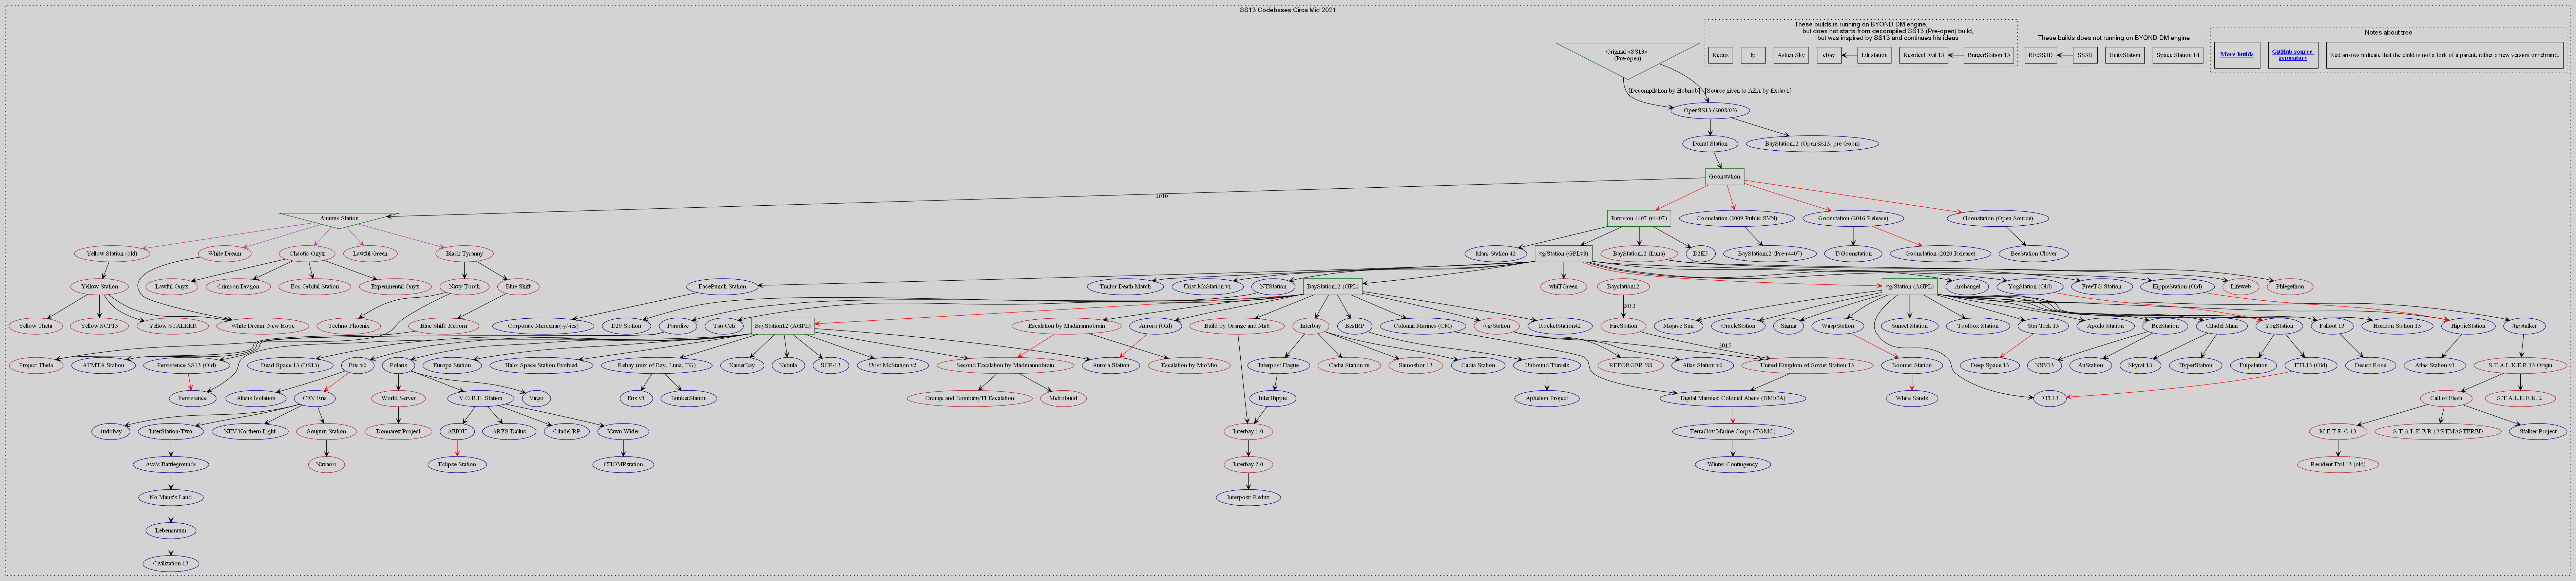 SS13 Codebases Circa Mid 2021
These builds is running on BYOND DM engine,
but does not starts from decompiled SS13 (Pre-open) build,
but was inspired by SS13 and continues his ideas
Redux
fp
Ashen Sky
cbay
Lili station
Resident Evil 13
BurgerStation 13
These builds does not running on BYOND DM engine
RE:SS3D
SS3D
UnityStation
Space Station 14
Notes about tree
More builds
GitHub source
repository
Red arrows indicate that the child is not a fork of a parent, rather a new version or rebrand.
Original «SS13»
(Pre-open)
[Decompilation by Hobnob]
[Source given to AZA by Exdav1]
OpenSS13 (2008/03)
Donut Station
BayStation12 (OpenSS13, pre Goon)
Goonstation
2010
Animus Station
Revision 4407 (r4407)
Goonstation (2009 Public SVN)
Goonstation (2016 Release)
Goonstation (Open Source)
Yellow Station (old)
White Dream
Chaotic Onyx
Lawful Green
Black Tyranny
Mars Station 42
/tg/Station (GPLv3)
BayStation12 (Luna)
D2K5
BayStation12 (Pre-r4407)
T/Goonstation
Goonstation (2020 Release)
BeeStation Clover
Yellow Station
Lawful Onyx
Crimson Dragon
Eos Orbital Station
Experimental Onyx
Navy Torch
Blue Shift
FacePunch Station
Traitor Death Match
Urist McStation v1
NTStation
BayStation12 (GPL)
whiTGreen
Baystation12
/tg/Station (AGPL)
Archangel
YogStation (Old)
FreeTG Station
HippieStation (Old)
Lifeweb
Phlegethon
Yellow Theta
Yellow SCP13
Yellow STALKER
White Dream: New Hope
Techno Phoenix
Blue Shift: Reborn
Corporate Mercenar(-y/-ies)
D20 Station
Paradise
Tau Ceti
BayStation12 (AGPL)
Escalation by Madmannobrain
Aurora (Old)
Build by Orange and Matt
Interbay
BestRP
Colonial Marines (CM)
/vg/Station
RocketStation42
2012
FireStation
Mojave Sun
OracleStation
Sigma
WaspStation
Sunset Station
Toolbox Station
Star Trek 13
Apollo Station
BeeStation
Citadel Main
YogStation
Fallout 13
Horizon Station 13
HippieStation
/tg/stalker
2015
Project Theta
ATMTA Station
Persistence SS13 (Old)
Dead Space 13 (DS13)
Eris v2
Polaris
Europa Station
Halo: Space Station Evolved
Rebay (mix of Bay, Luna, TG)
KaiserBay
Nebula
SCP-13
Urist McStation v2
Second Escalation by Madmannobrain
Aurora Station
Escalation by MioMio
Interpost Hague
Cadia Station rw
Samosbor 13
Cadia Station
Unbound Travels
REFORGER '88
Atlas Station v2
United Kingdom of Soviet Station 13
Boomer Station
Deep Space 13
NSV13
AuStation
Skyrat 13
HyperStation
Fulpstation
FTL13 (Old)
Desert Rose
Atlas Station v1
S.T.A.L.K.E.R.13 Origin
Persistence
Aliens Isolation
CEV Eris
World Server
V.O.R.E. Station
Virgo
Eris v1
BunkerStation
Orange and BombanyTI Escalation
Metrobuild
InterHippie
Aphelion Project
Digital Marines: Colonial Aliens (DM;CA)
White Sands
FTL13
Call of Flesh
S.T.A.L.K.E.R. 2
4ndobay
InterStation-Two
NEV Northern Light
Soujurn Station
Donmarex Project
AEIOU
ARFS Dallus
Citadel RP
Yawn Wider
Interbay 1.0
TerraGov Marine Corps (TGMC)
M.E.T.R.O.13
S.T.A.L.K.E.R.13:REMASTERED
Stalker Project
Ava's Battlegrounds
Navarro
Eclipse Station
CHOMPstation
Interbay 2.0
Winter Contingency
Resident Evil 13 (old)
No Mans's Land
Interpost: Redux
Lebensraum
Civilization 13